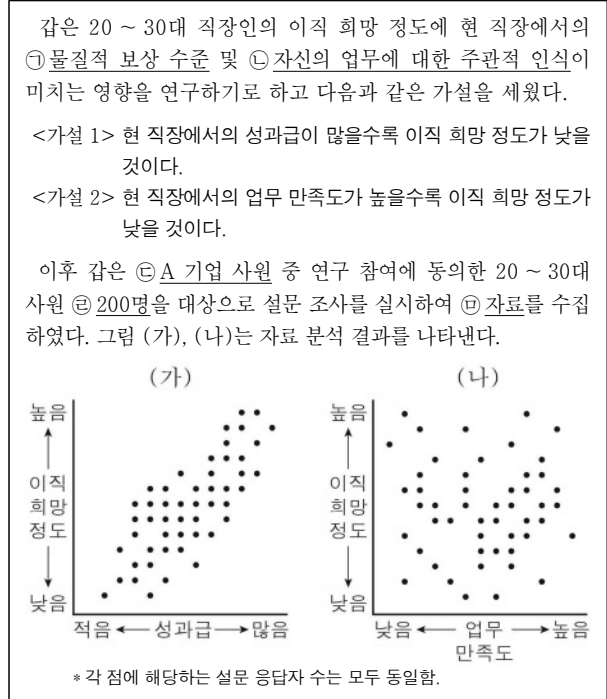 갑은 20 ~ 30대 직장인의 이직 희망 정도에 현 직장에서의
㉠물질적 보상 수준 및 ㉡자신의 업무에 대한 주관적 인식이
미치는 영향을 연구하기로 하고 다음과 같은 가설을 세웠다.
<가설 1> 현 직장에서의 성과급이 많을수록 이직 희망 정도가 낮을
것이다.
<가설 2> 현 직장에서의 업무 만족도가 높을수록 이직 희망 정도가
낮을 것이다.
이후 갑은 ㉢A 기업 사원 중 연구 참여에 동의한 20 ~ 30대
사원 ㉣200명을 대상으로 설문 조사를 실시하여 ㉤자료를 수집
하였다. 그림 (가), (나)는 자료 분석 결과를 나타낸다.
(가)
높음
이직
희망
정도
낮음
적음 성과급 많음
(나)
높음
이직
희망
정도
낮음
낮음 업무 높음
만족도
* 각 점에 해당하는 설문 응답자 수는 모두 동일함.